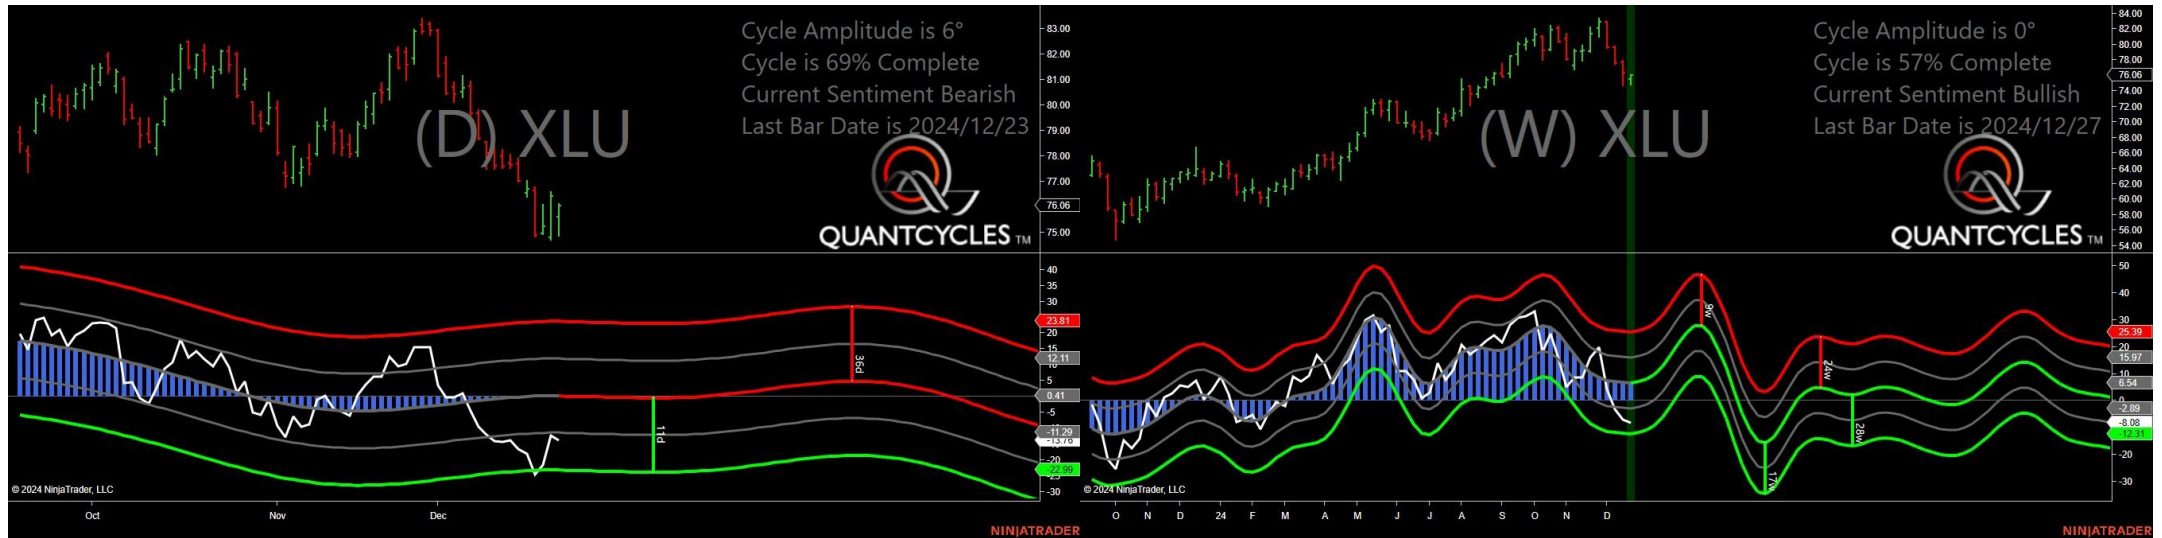 Cycle Amplitude is 6°
Cycle is 69% Complete
Current Sentiment Bearish
Last Bar Date is 2024/12/23
(D) XLU
QUANTCYCLES TM
83.00
82.00
81.00
80.00
79.00
78.00
77.00
76.06
75.00
40
35
30
23.81
20
15
12.11
5
0.41
-5
-11.29
-13.76
-20
-22.99
-30
36d
11d
© 2024 NinjaTrader, LLC
Oct Nov Dec
NINJATRADER
Cycle Amplitude is 0°
Cycle is 57% Complete
Current Sentiment Bullish
Last Bar Date is 2024/12/27
(W) XLU
QUANTCYCLES TM
84.00
82.00
80.00
78.00
76.06
74.00
72.00
70.00
68.00
66.00
64.00
62.00
60.00
58.00
56.00
54.00
50
40
30
25.39
20
15.97
10
6.54
0
-2.89
-8.08
-12.31
-20
-30
9w
17w
24w
28w
© 2024 NinjaTrader, LLC
O N D 24 F M A M J J A S O N D
NINJATRADER